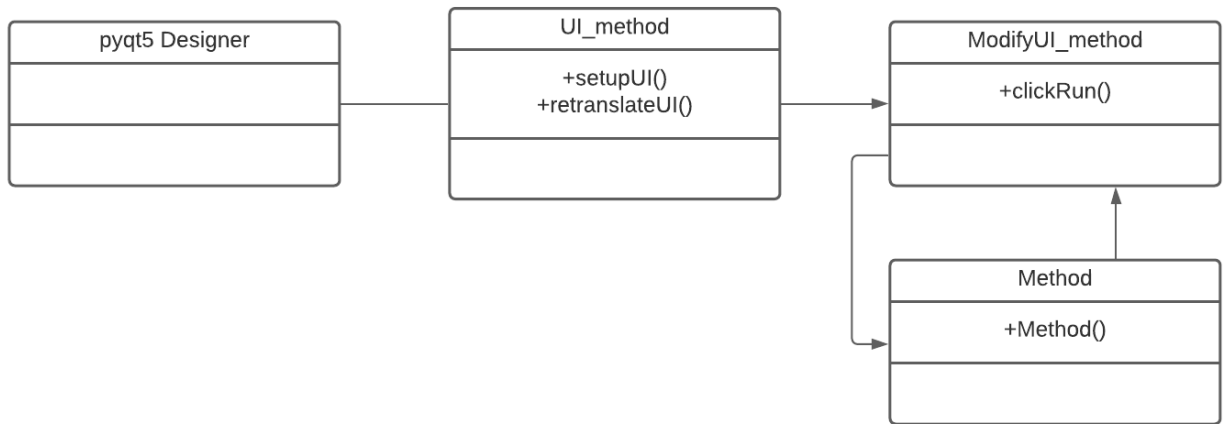 pyqt5 Designer
UI_method
+setupUI()
+retranslateUI()
ModifyUI_method
+clickRun()
Method
+Method()